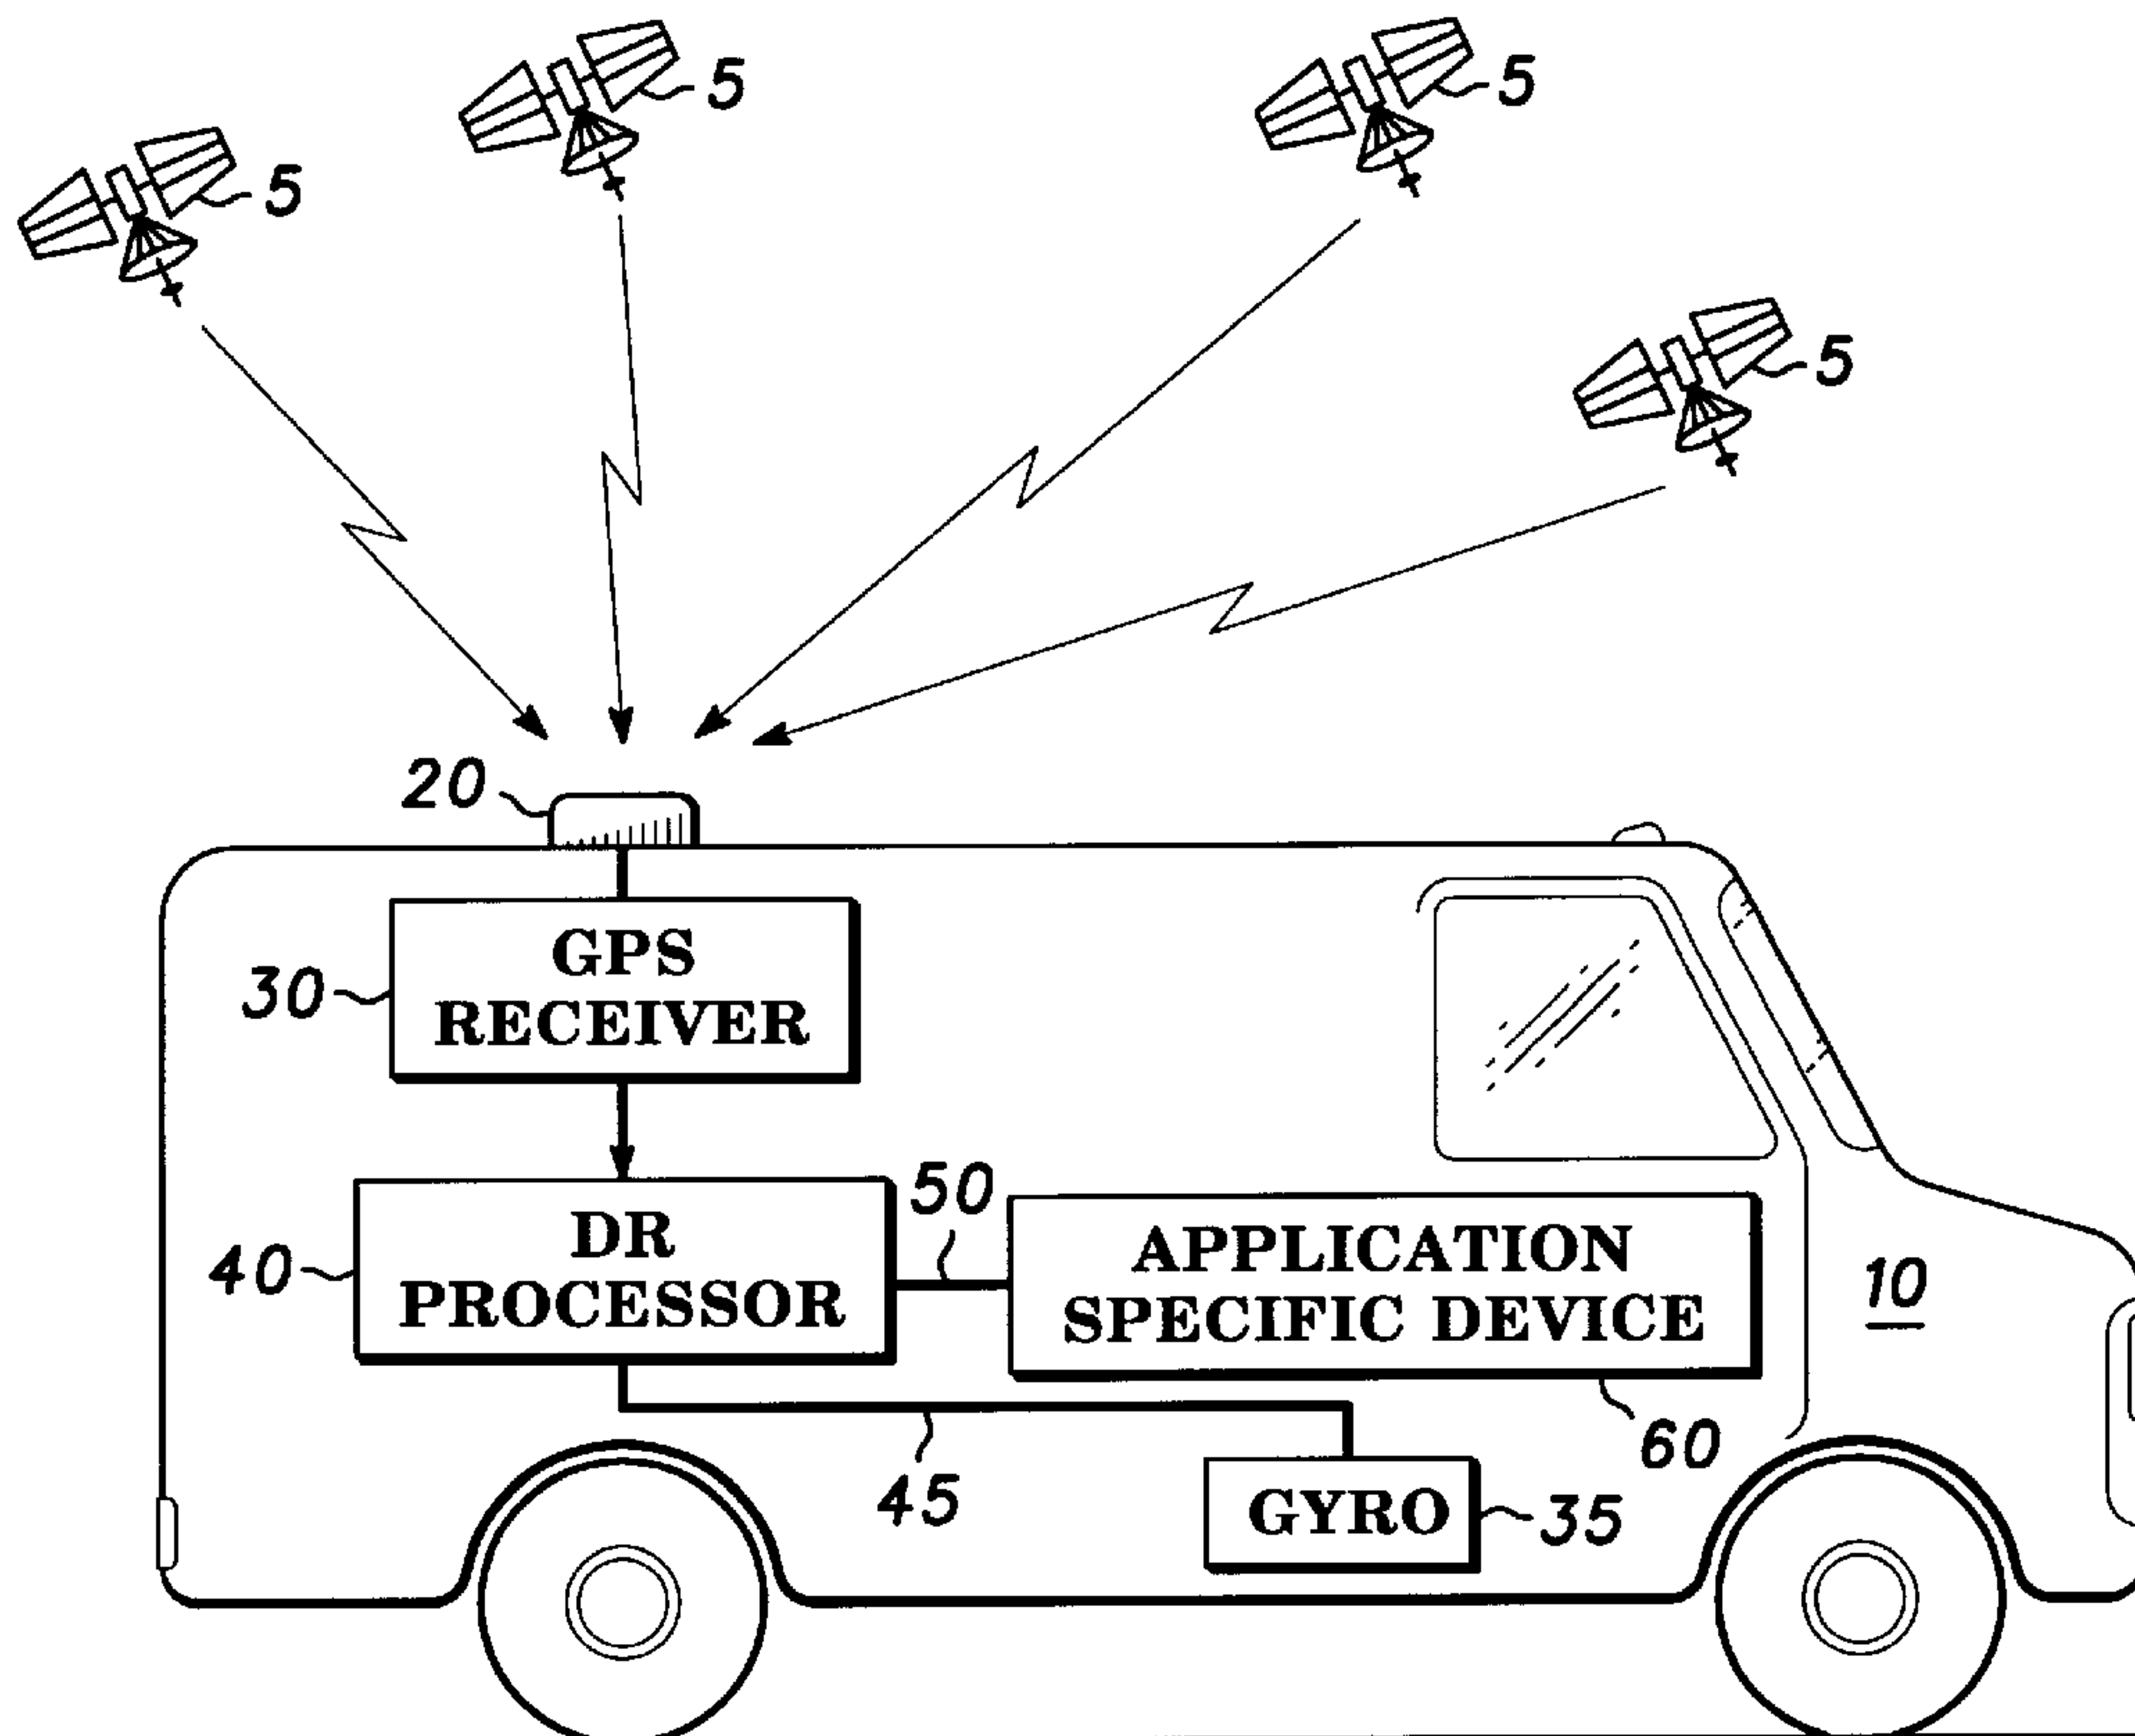 5
5
5
5
20
30
GPS
RECEIVER
40
DR
PROCESSOR
50
APPLICATION
SPECIFIC DEVICE
10
60
45
GYRO
35